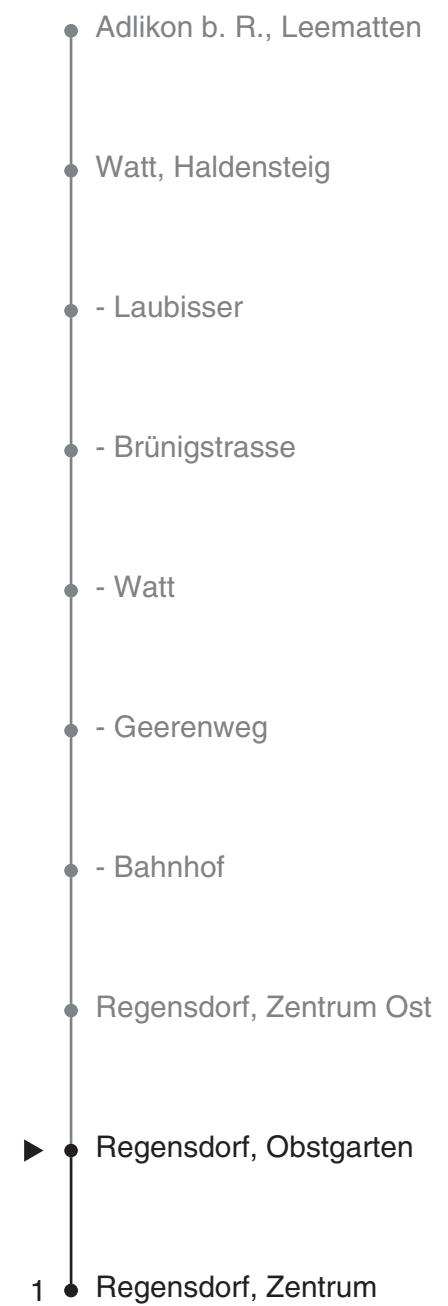 Adlikon b. R., Leematten
Watt, Haldensteig
- Laubisser
- Brünigstrasse
- Watt
- Geerenweg
- Bahnhof
Regensdorf, Zentrum Ost
Regensdorf, Obstgarten
1 Regensdorf, Zentrum